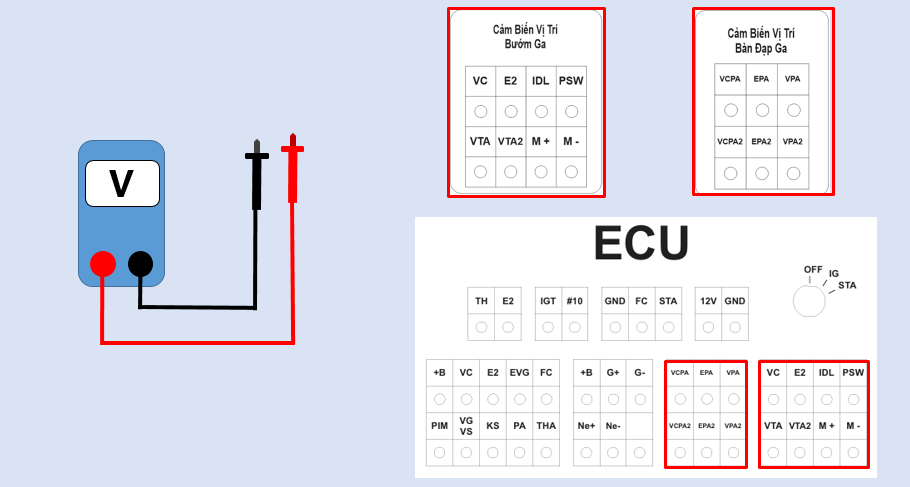 V
Cảm Biến Vị Trí
Bướm Ga
VC E2 IDL PSW
VTA VTA2 M + M -
Cảm Biến Vị Trí
Bàn Đạp Ga
VCPA EPA VPA
VCPA2 EPA2 VPA2
ECU
OFF
IG
STA
TH E2
IGT #10
GND FC STA
12V GND
+B VC E2 EVG FC
PIM VG VS KS PA THA
+B G+ G-
Ne+ Ne-
VCPA EPA VPA
VCPA2 EPA2 VPA2
VC E2 IDL PSW
VTA VTA2 M + M -